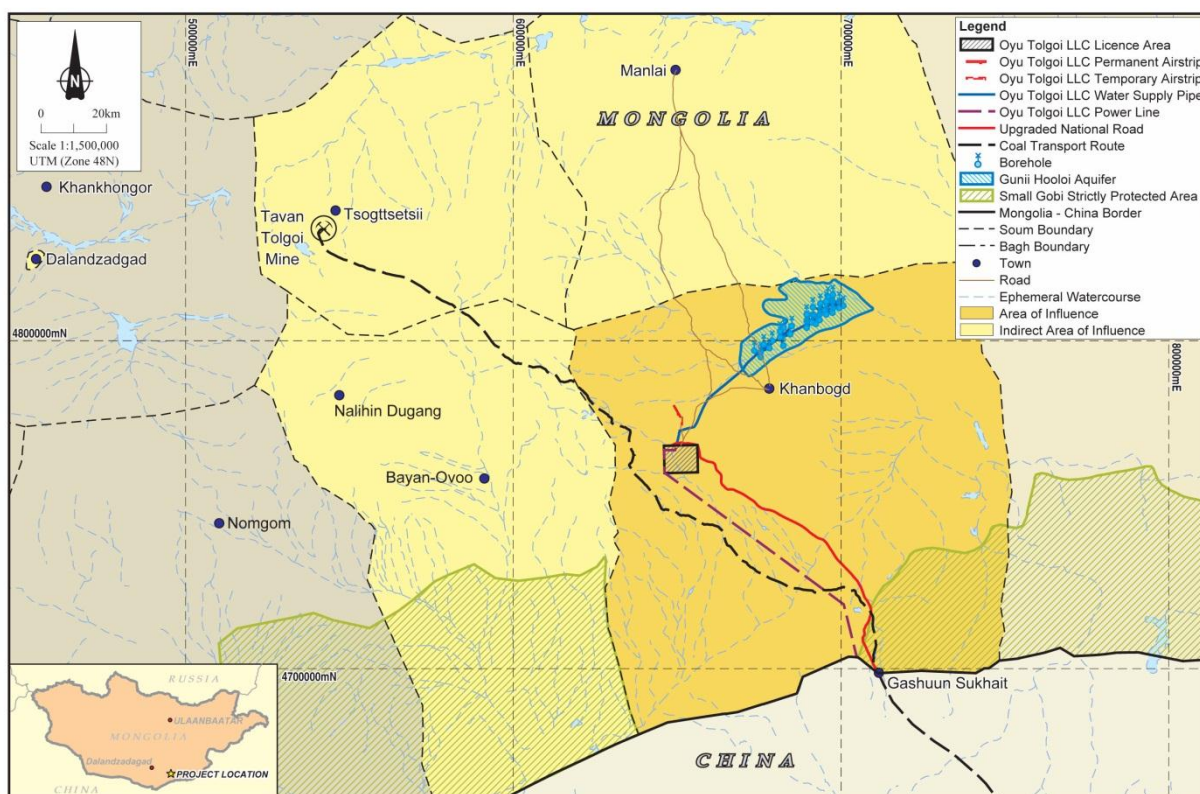 N
0 20km
Scale 1:1,500,000
UTM (Zone 48N)
500000mE
600000mE
700000mE
800000mE
4800000mN
4700000mN
Manlai
MONGOLIA
Khankhongor
Dalandzadgad
Tsogttsetsii
Tavan
Tolgoi
Mine
Khanbogd
Nalihin Dugang
Bayan-Ovoo
Nomgom
Gashuun Sukhait
CHINA
Legend
Oyu Tolgoi LLC Licence Area
Oyu Tolgoi LLC Permanent Airstrip
Oyu Tolgoi LLC Temporary Airstrip
Oyu Tolgoi LLC Water Supply Pipe
Oyu Tolgoi LLC Power Line
Upgraded National Road
Coal Transport Route
Borehole
Gunii Hooloi Aquifer
Small Gobi Strictly Protected Area
Mongolia - China Border
Soum Boundary
Bagh Boundary
Town
Road
Ephemeral Watercourse
Area of Influence
Indirect Area of Influence
RUSSIA
ULAANBAATAR
MONGOLIA
Dalandzadagad
PROJECT LOCATION
CHINA